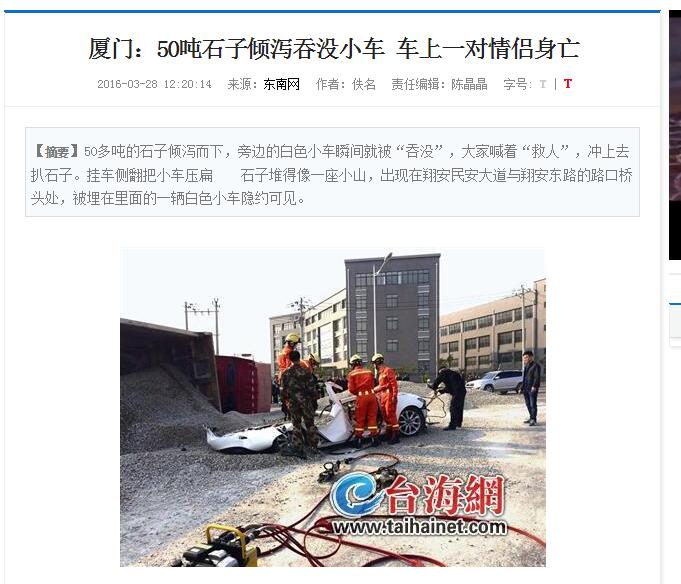 厦门：50吨石子倾泻吞没小车 车上一对情侣身亡
2016-03-28 12:20:14 来源：东南网 作者：佚名 责任编辑：陈晶晶 字号：T | T
【摘要】50多吨的石子倾泻而下，旁边的白色小车瞬间就被“吞没”，大家喊着“救人”，冲上去
扒石子。挂车侧翻把小车压扁 石子堆得像一座小山，出现在翔安民安大道与翔安东路的路口桥
头处，被埋在里面的一辆白色小车隐约可见。
台海網
www.taihainet.com